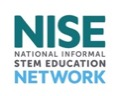 NISE
NATIONAL INFORMAL
STEM EDUCATION
NETWORK